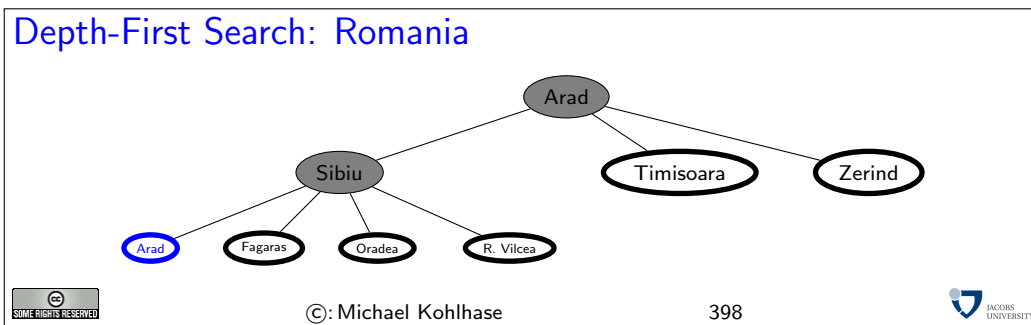 Depth-First Search: Romania
Arad
Sibiu
Timisoara
Zerind
Arad
Fagaras
Oradea
R. Vilcea
cc
SOME RIGHTS RESERVED
©: Michael Kohlhase
398
JACOBS
UNIVERSITY